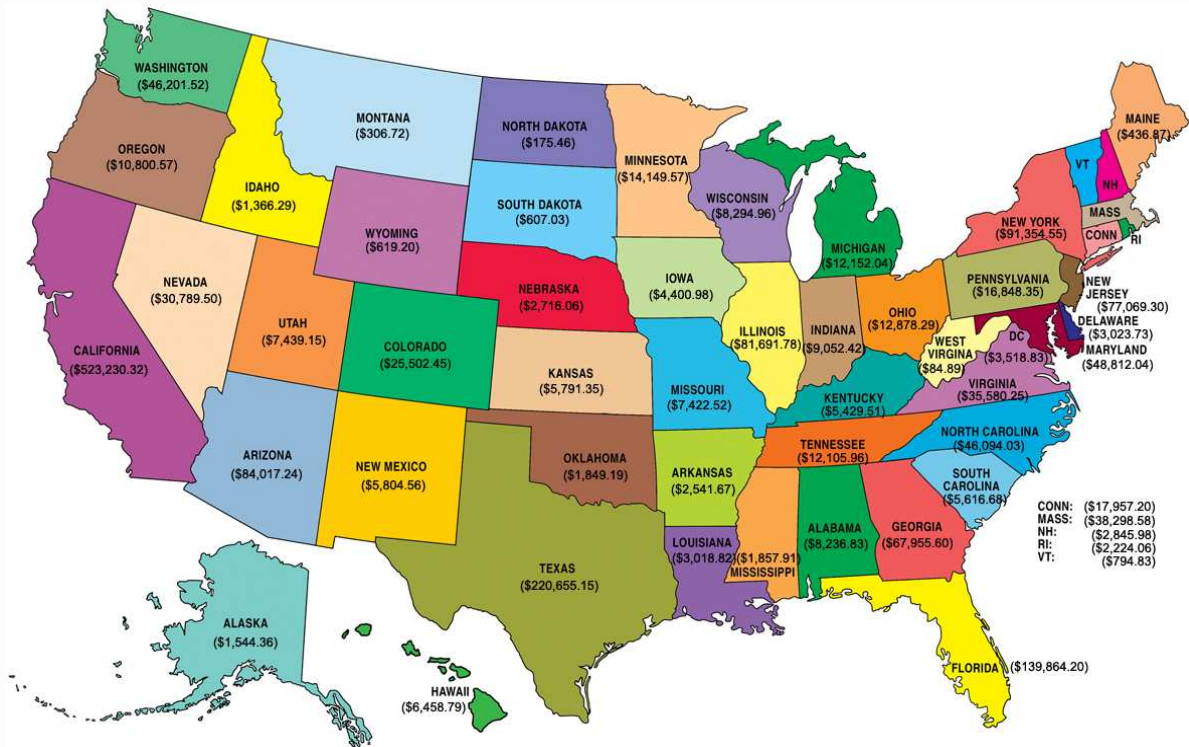 WASHINGTON
($46,201.52)
OREGON
($10,800.57)
CALIFORNIA
($523,230.32)
NEVADA
($30,789.50)
IDAHO
($1,366.29)
MONTANA
($306.72)
WYOMING
($619.20)
UTAH
($7,439.15)
COLORADO
($25,502.45)
ARIZONA
($84,017.24)
NEW MEXICO
($5,804.56)
NORTH DAKOTA
($175.46)
SOUTH DAKOTA
($607.03)
NEBRASKA
($2,716.06)
KANSAS
($5,791.35)
OKLAHOMA
($1,849.19)
TEXAS
($220,655.15)
MINNESOTA
($14,149.57)
IOWA
($4,400.98)
MISSOURI
($7,422.52)
ARKANSAS
($2,541.67)
LOUISIANA
($3,018.82)
WISCONSIN
($8,294.96)
ILLINOIS
($81,691.78)
MICHIGAN
($12,152.04)
INDIANA
($9,052.42)
OHIO
($12,878.29)
KENTUCKY
($5,429.51)
TENNESSEE
($12,105.96)
($1,857.91)
MISSISSIPPI
ALABAMA
($8,236.83)
GEORGIA
($67,955.60)
FLORIDA
($139,864.20)
SOUTH
CAROLINA
($5,616.68)
NORTH CAROLINA
($46,094.03)
VIRGINIA
($35,580.25)
WEST
VIRGINA
($84.89)
DC
($3,518.83)
MARYLAND
($48,812.04)
DELAWARE
($3,023.73)
NEW
JERSEY
($77,069.30)
PENNSYLVANIA
($16,848.35)
NEW YORK
($91,354.55)
VT
NH
MAINE
($436.87)
MASS
CONN
RI
CONN: ($17,957.20)
MASS: ($38,298.58)
NH: ($2,845.98)
RI: ($2,224.06)
VT: ($794.83)
ALASKA
($1,544.36)
HAWAII
($6,458.79)